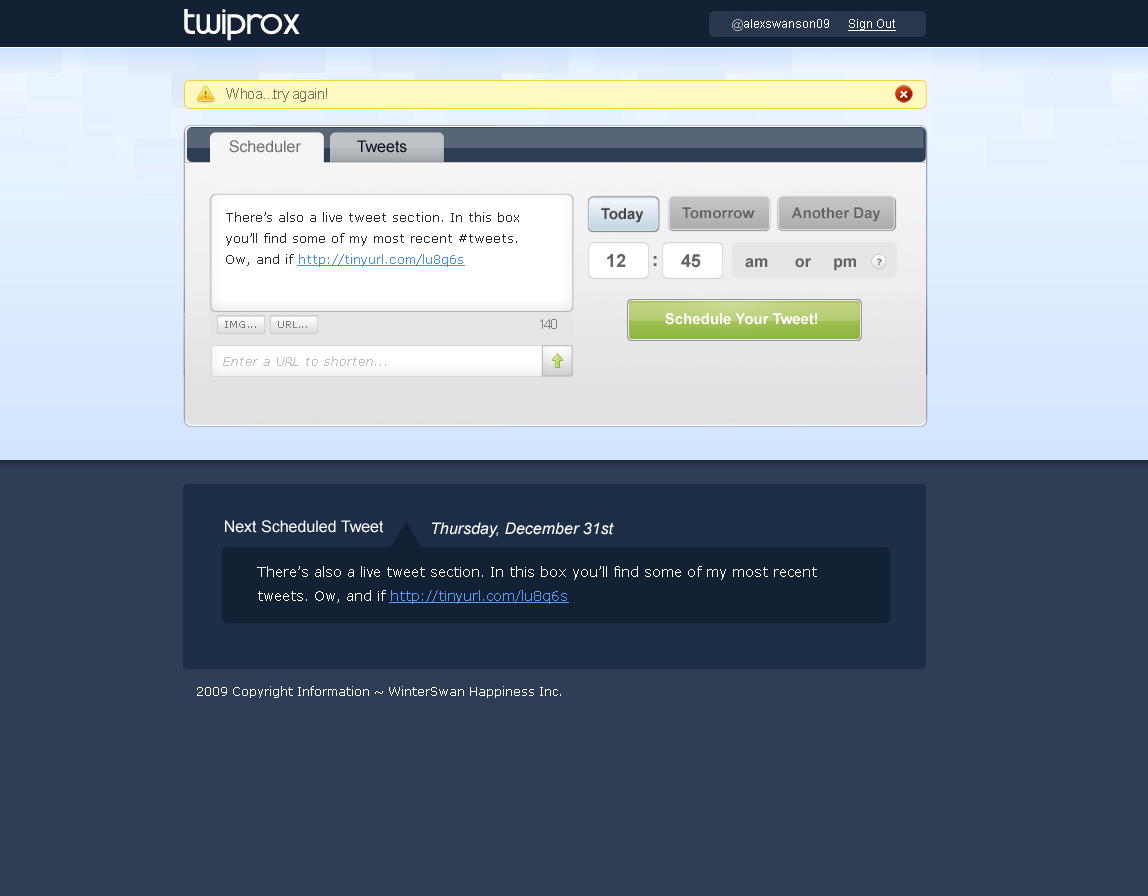 twiprox
@alexswanson09 Sign Out
Whoa...try again!
Scheduler Tweets
There's also a live tweet section. In this box
you'll find some of my most recent #tweets.
Ow, and if http://tinyurl.com/lu8q6s
IMG... URL... 140
Enter a URL to shorten...
Today Tomorrow Another Day
12 : 45 am or pm ?
Schedule Your Tweet!
Next Scheduled Tweet Thursday, December 31st
There's also a live tweet section. In this box you'll find some of my most recent
tweets. Ow, and if http://tinyurl.com/lu8q6s
2009 Copyright Information ~ WinterSwan Happiness Inc.